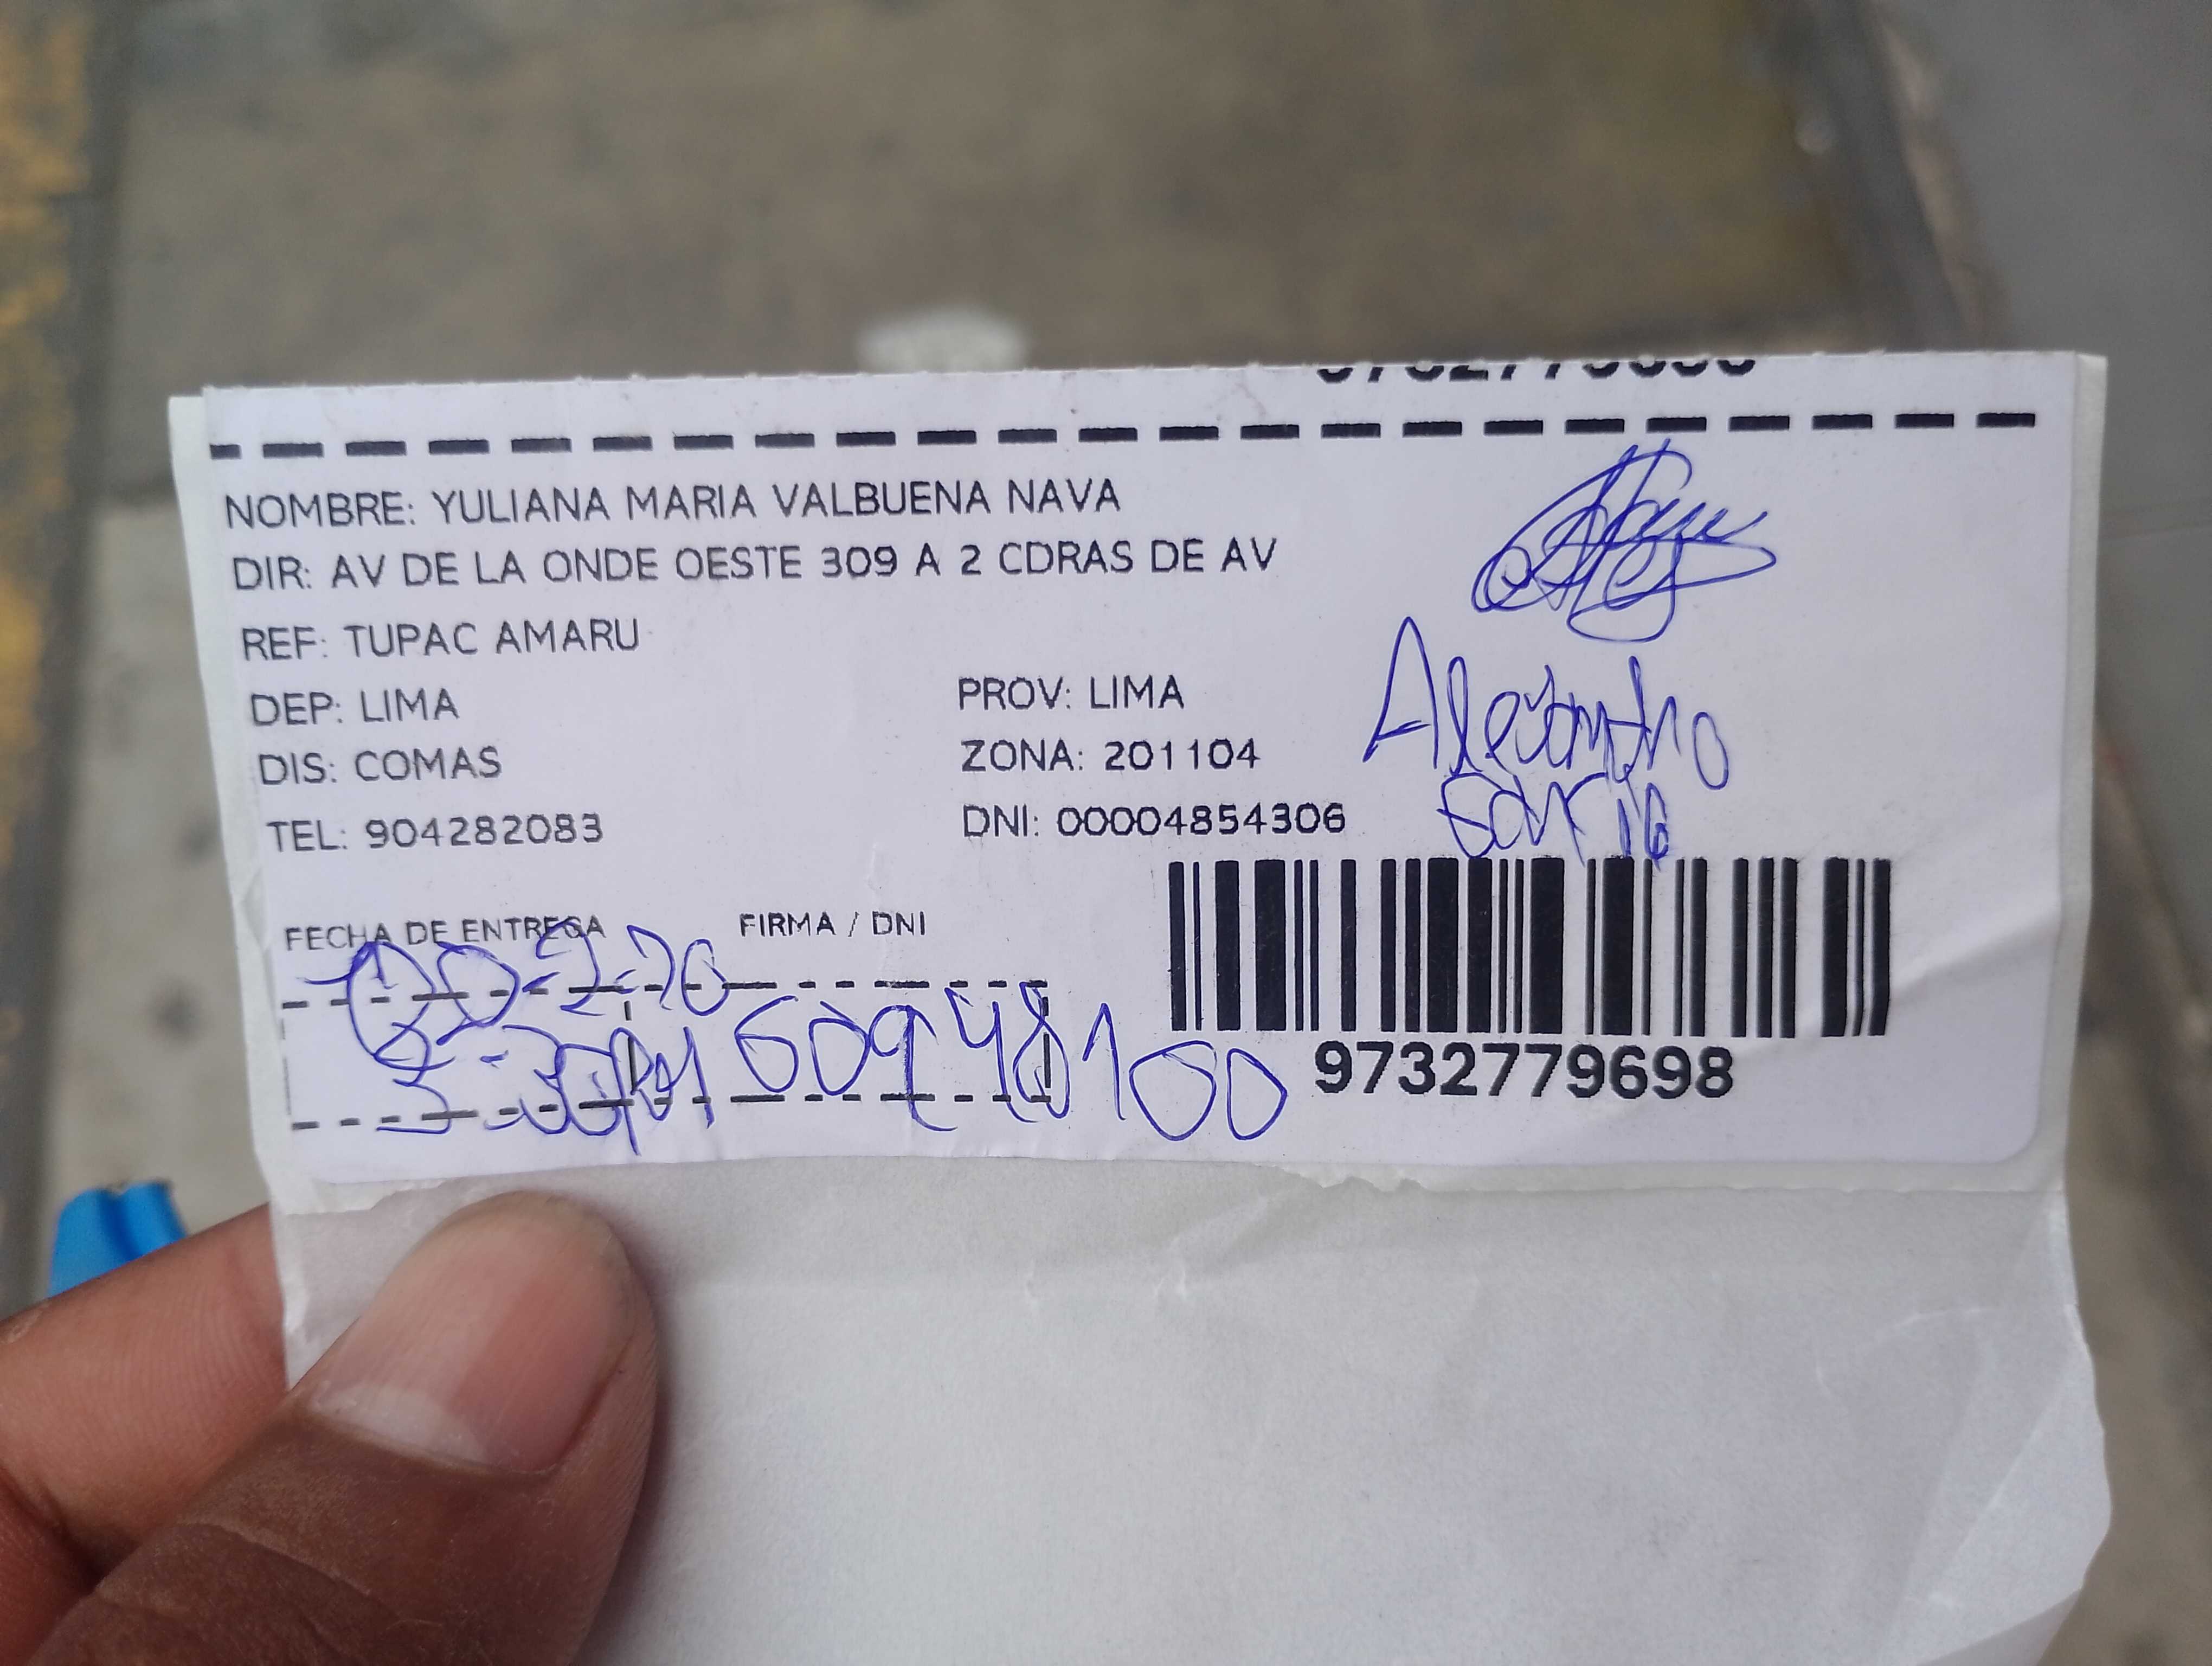 NOMBRE: YULIANA MARIA VALBUENA NAVA
DIR: AV DE LA ONDE OESTE 309 A 2 CDRAS DE AV
REF: TUPAC AMARU
DEP: LIMA
PROV: LIMA
DIS: COMAS
ZONA: 201104
TEL: 904282083
DNI: 00004854306
FECHA DE ENTREGA
FIRMA / DNI
9732779698